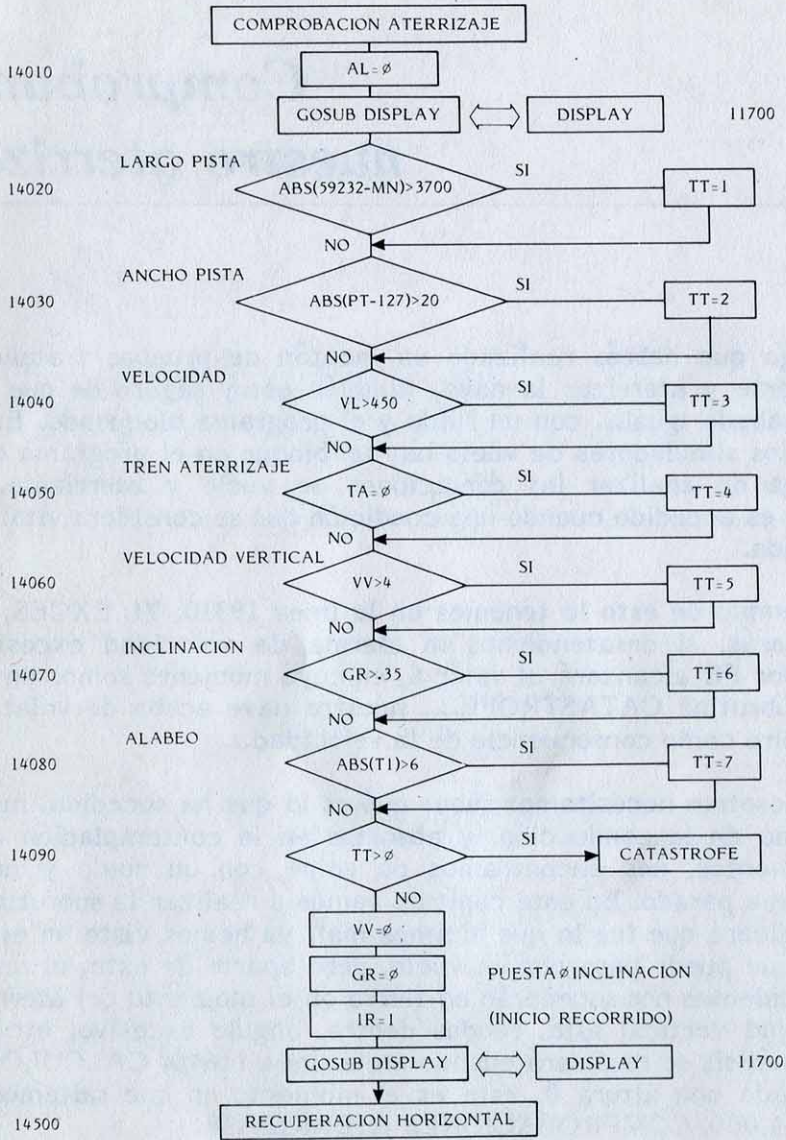 COMPROBACION ATERRIZAJE
14010
AL=Ø
GOSUB DISPLAY
DISPLAY
11700
LARGO PISTA
14020
ABS(59232-MN)>3700
SI
TT=1
NO
ANCHO PISTA
14030
ABS(PT-127)>20
SI
TT=2
NO
VELOCIDAD
14040
VL>450
SI
TT=3
NO
TREN ATERRIZAJE
14050
TA=Ø
SI
TT=4
NO
VELOCIDAD VERTICAL
14060
VV>4
SI
TT=5
NO
INCLINACION
14070
GR>.35
SI
TT=6
NO
ALABEO
14080
ABS(T1)>6
SI
TT=7
NO
14090
TT>Ø
SI
CATASTROFE
NO
VV=Ø
GR=Ø
PUESTA Ø INCLINACION
IR=1
(INICIO RECORRIDO)
GOSUB DISPLAY
DISPLAY
11700
14500
RECUPERACION HORIZONTAL